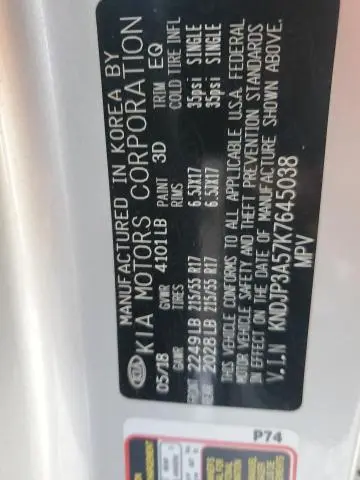 MANUFACTURED IN KOREA BY
KIA MOTORS CORPORATION
KIA
05/18 GVWR 4101LB PAINT 3D TRIM EQ
GAWR TIRES RIMS COLD TIRE INFL
FRONT 2249LB 215/55 R17 6.5JX17 35psi SINGLE
REAR 2028LB 215/55 R17 6.5JX17 35psi SINGLE
THIS VEHICLE CONFORMS TO ALL APPLICABLE U.S.A. FEDERAL
MOTOR VEHICLE SAFETY AND THEFT PREVENTION STANDARDS
IN EFFECT ON THE DATE OF MANUFACTURE SHOWN ABOVE.
V.I.N KNDJP3A57K7645038
MPV
P74